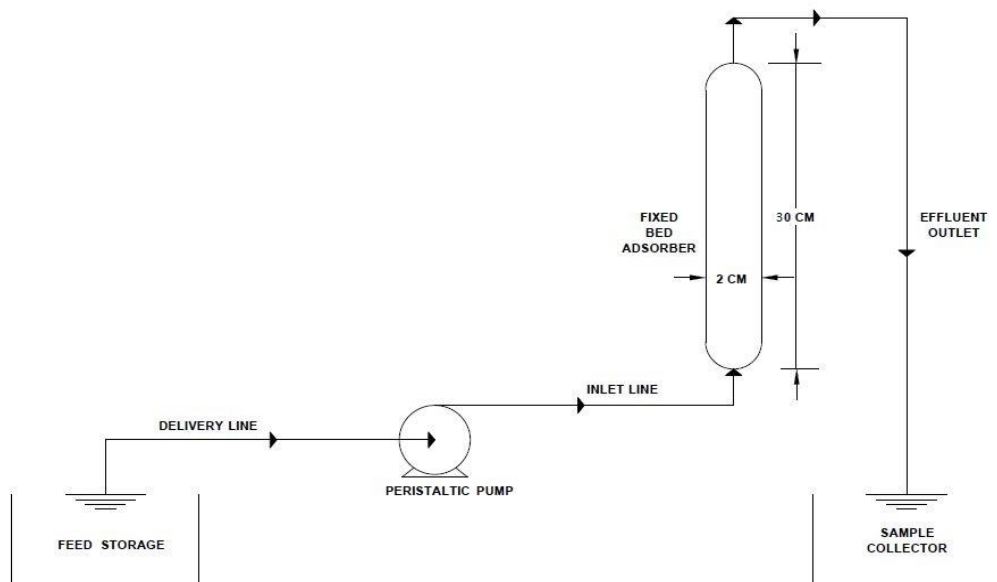 FIXED
BED
ADSORBER
30 CM
2 CM
EFFLUENT
OUTLET
INLET LINE
DELIVERY LINE
PERISTALTIC PUMP
FEED STORAGE
SAMPLE
COLLECTOR